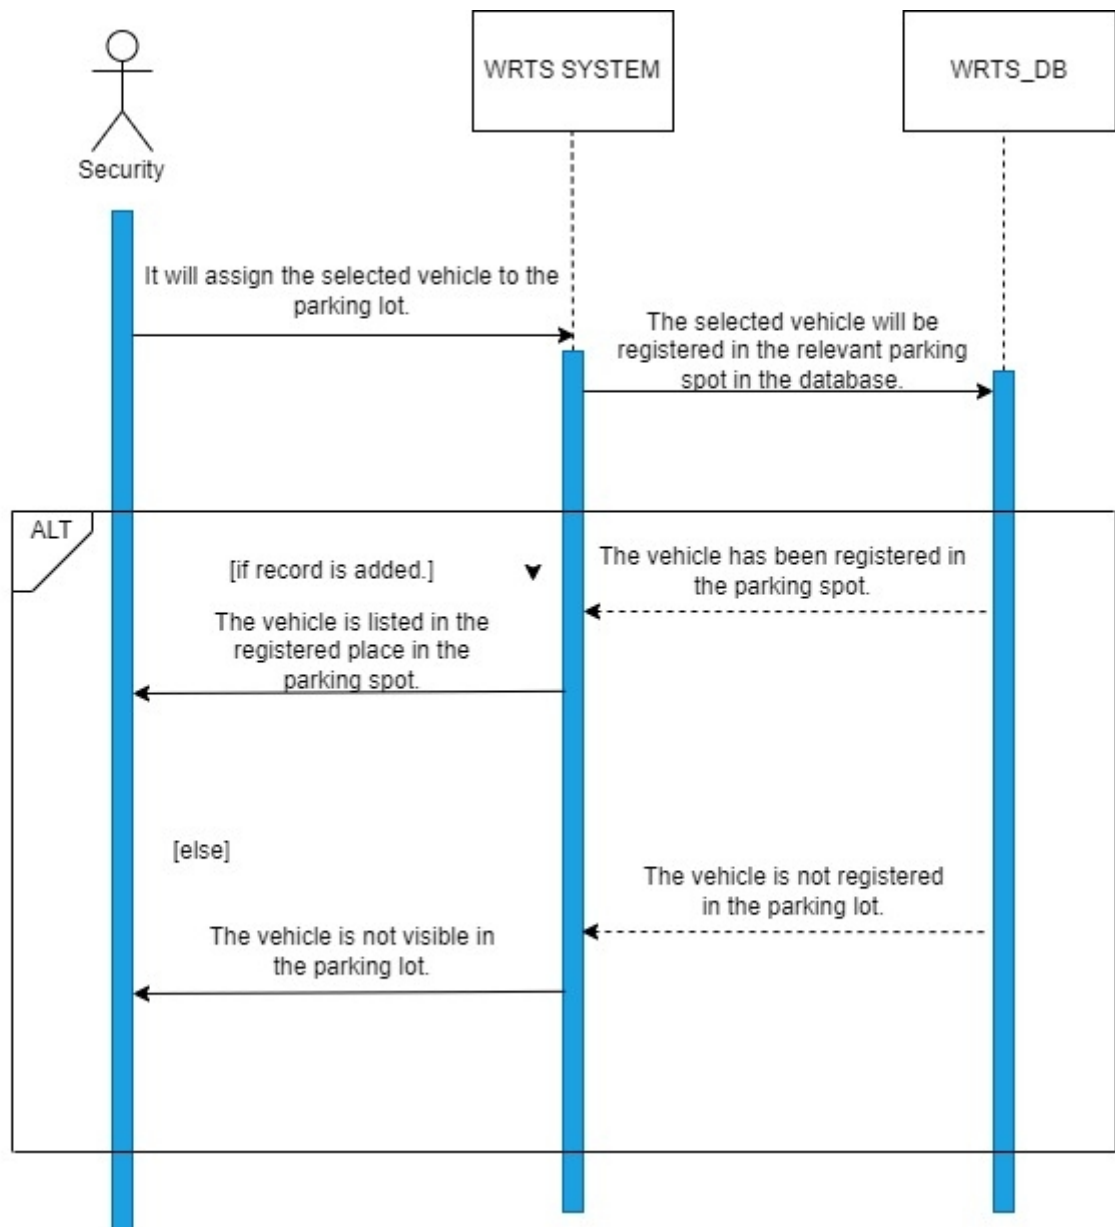 Security
WRTS SYSTEM
WRTS_DB
It will assign the selected vehicle to the
parking lot.
The selected vehicle will be
registered in the relevant parking
spot in the database.
ALT
[if record is added.]
The vehicle has been registered in
the parking spot.
The vehicle is listed in the
registered place in the
parking spot.
[else]
The vehicle is not registered
in the parking lot.
The vehicle is not visible in
the parking lot.